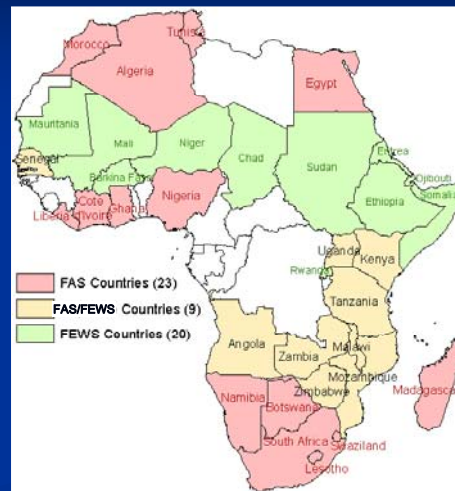 Tunisia
Morocco
Algeria
Egypt
Mauritania
Mali
Niger
Chad
Sudan
Eritrea
Senegal
Burkina Faso
Djibouti
Somalia
Nigeria
Ethiopia
Cote
d'Ivoire
Ghana
Liberia
Uganda
Kenya
Rwanda
FAS Countries (23)
FAS/FEWS Countries (9)
FEWS Countries (20)
Tanzania
Angola
Zambia
Malawi
Mozambique
Zimbabwe
Madagascar
Namibia
Botswana
South Africa
Swaziland
Lesotho